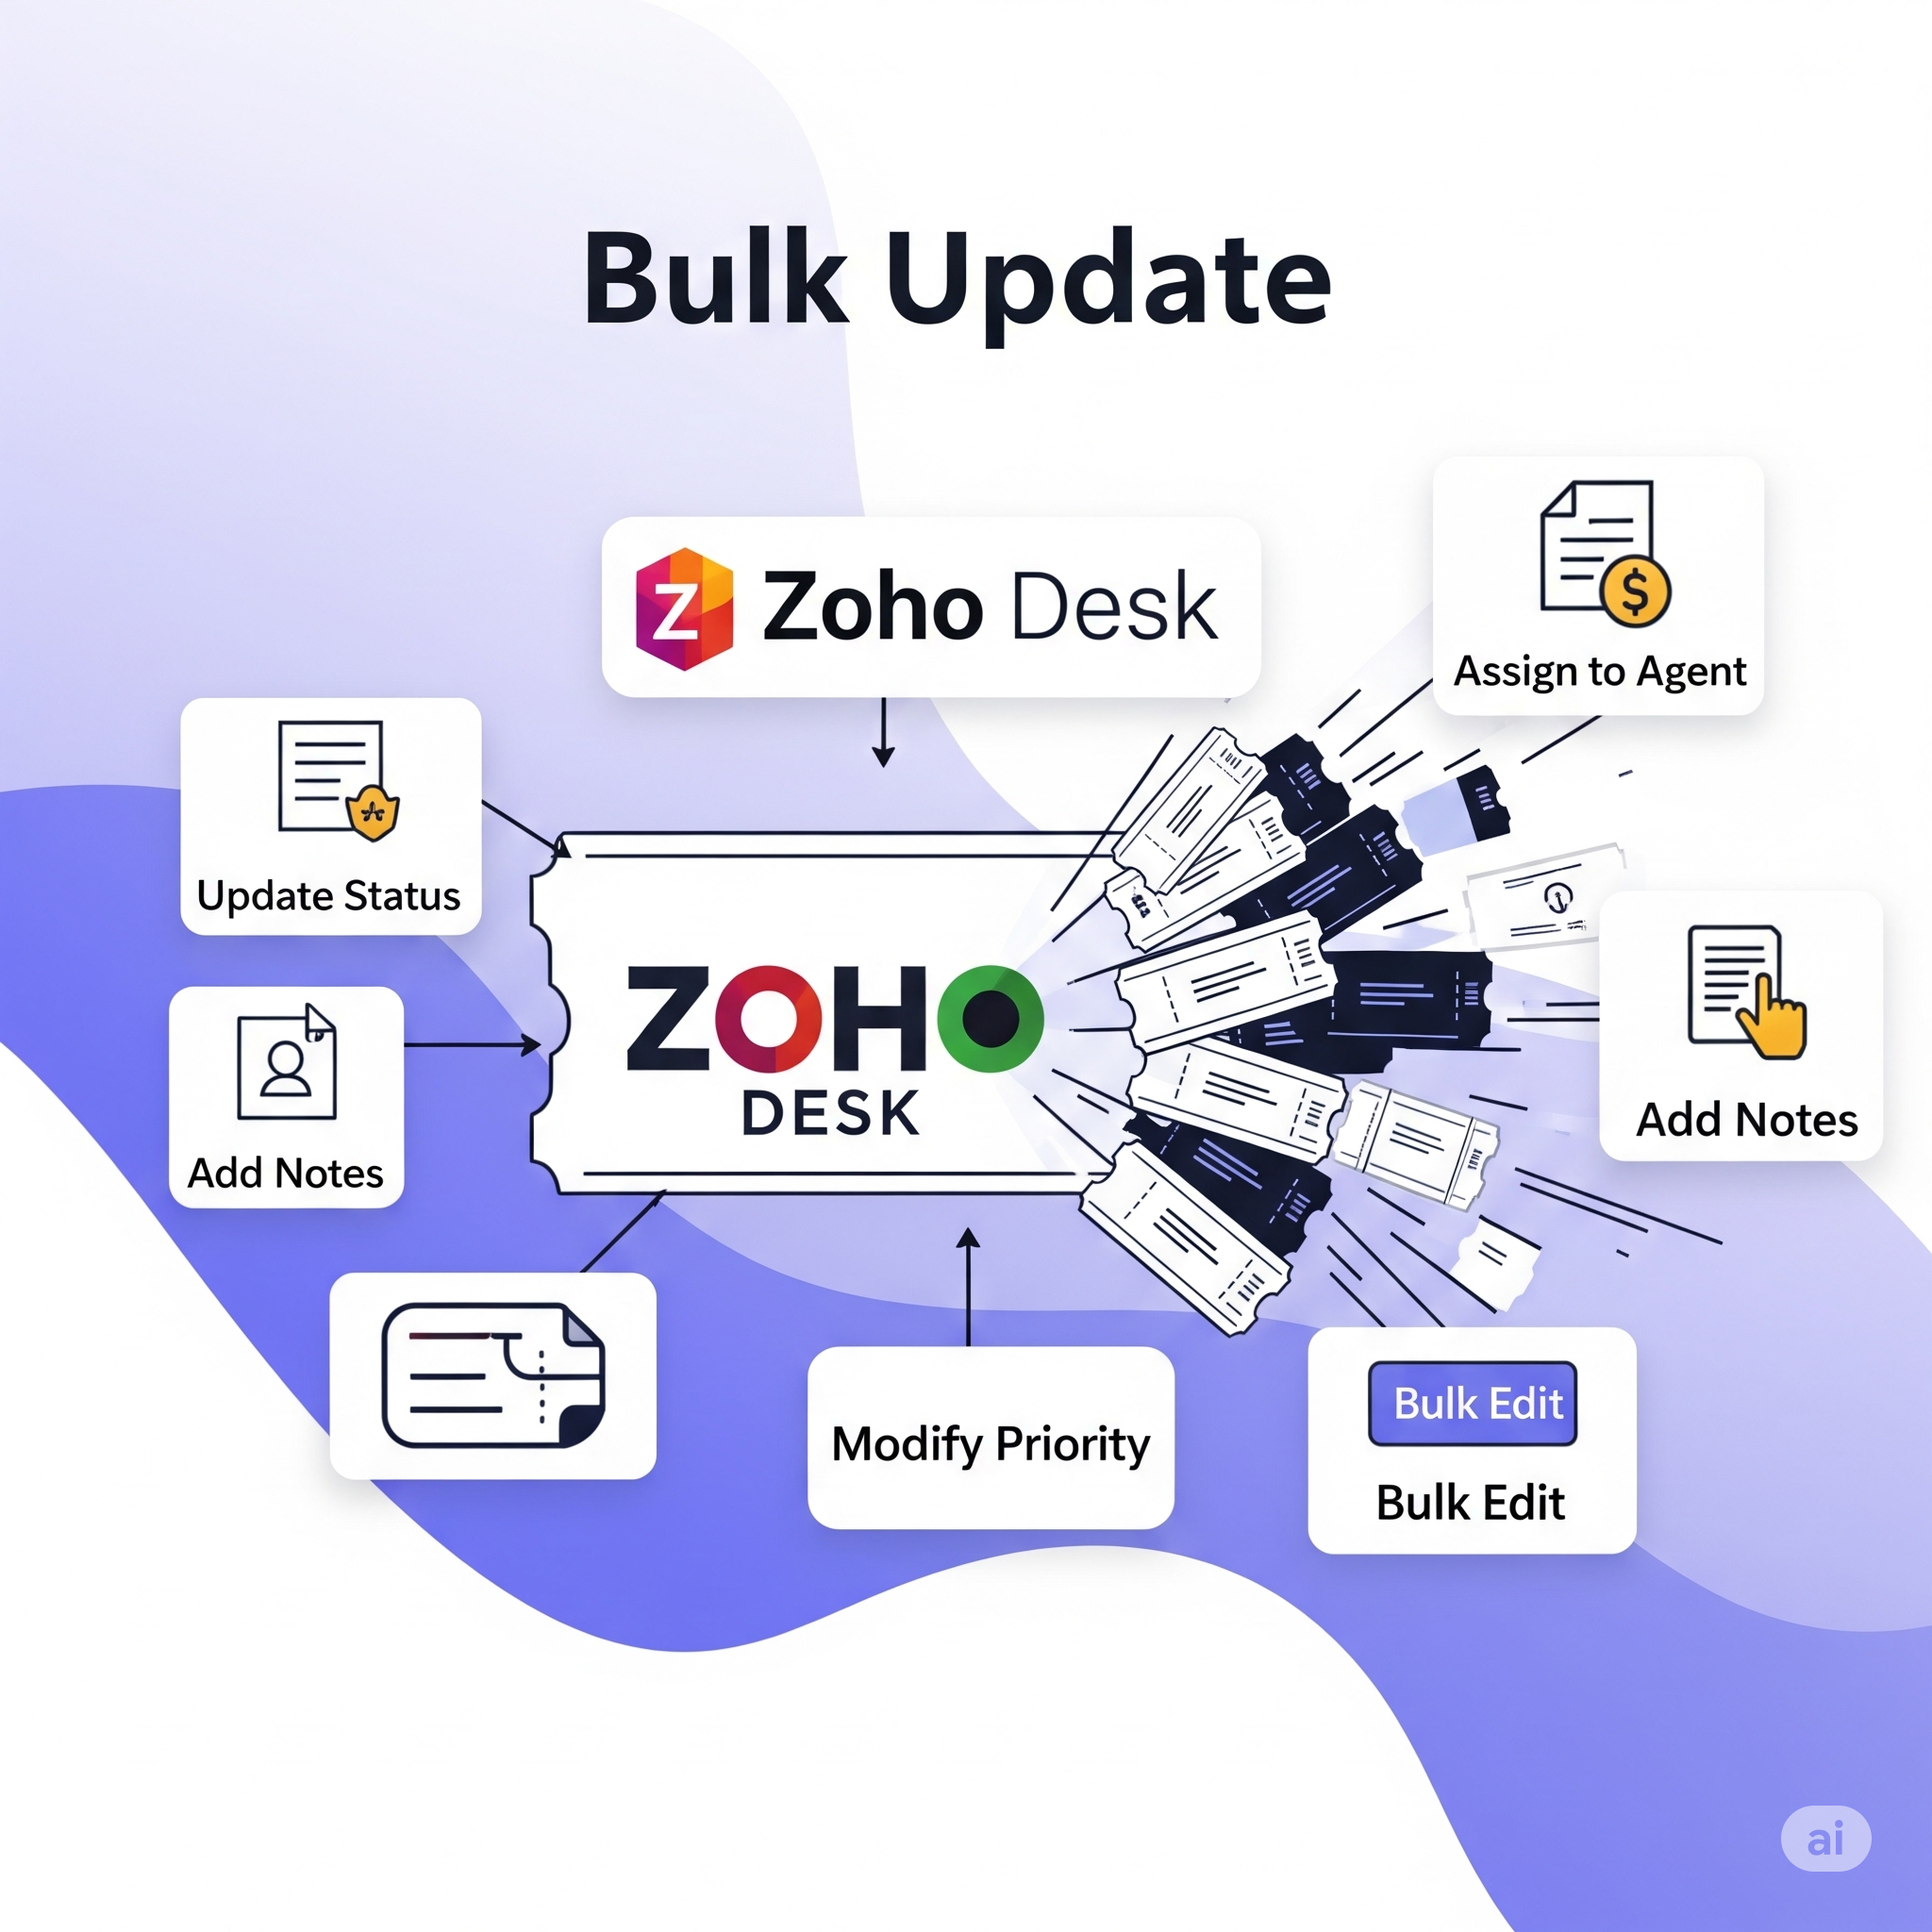 Bulk Update
Z Zoho Desk
Assign to Agent
Update Status
ZOHO
DESK
Add Notes
Add Notes
Modify Priority
Bulk Edit
Bulk Edit
ai